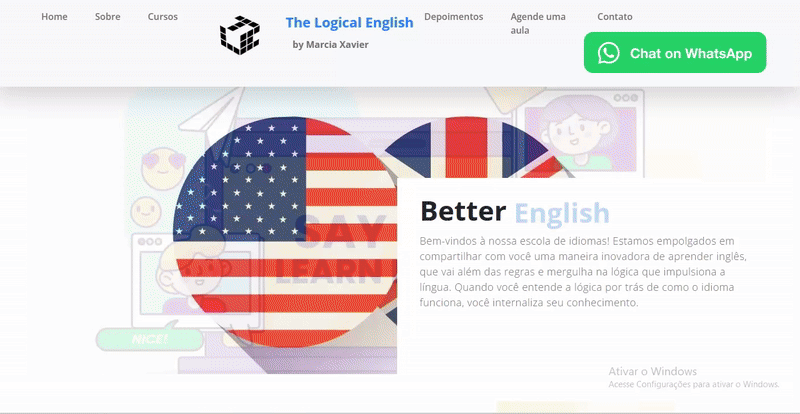 Home
Sobre
Cursos
The Logical English
by Marcia Xavier
Depoimentos
Agende uma
aula
Contato
Chat on WhatsApp
SAY
LEARN
NICE!
Better English
Bem-vindos à nossa escola de idiomas! Estamos empolgados em
compartilhar com você uma maneira inovadora de aprender inglês,
que vai além das regras e mergulha na lógica que impulsiona a
língua. Quando você entende a lógica por trás de como o idioma
funciona, você internaliza seu conhecimento.
Ativar o Windows
Acesse Configurações para ativar o Windows.